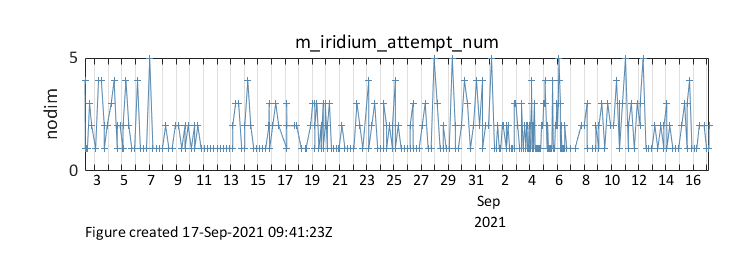 m_iridium_attempt_num
nodim
5
0
3 5 7 9 11 13 15 17 19 21 23 25 27 29 31 2 4 6 8 10 12 14 16
Sep
2021
Figure created 17-Sep-2021 09:41:23Z